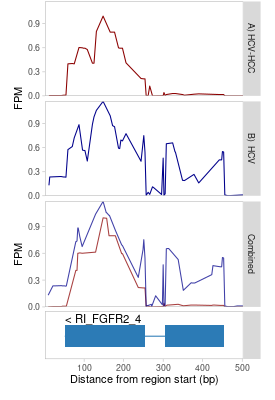 A) HCV-HCC
0.9
0.6
0.3
0.0
FPM
B) HCV
0.9
0.6
0.3
0.0
Combined
0.9
0.6
0.3
0.0
FPM
< RI_FGFR2_4
100
200
300
400
500
Distance from region start (bp)